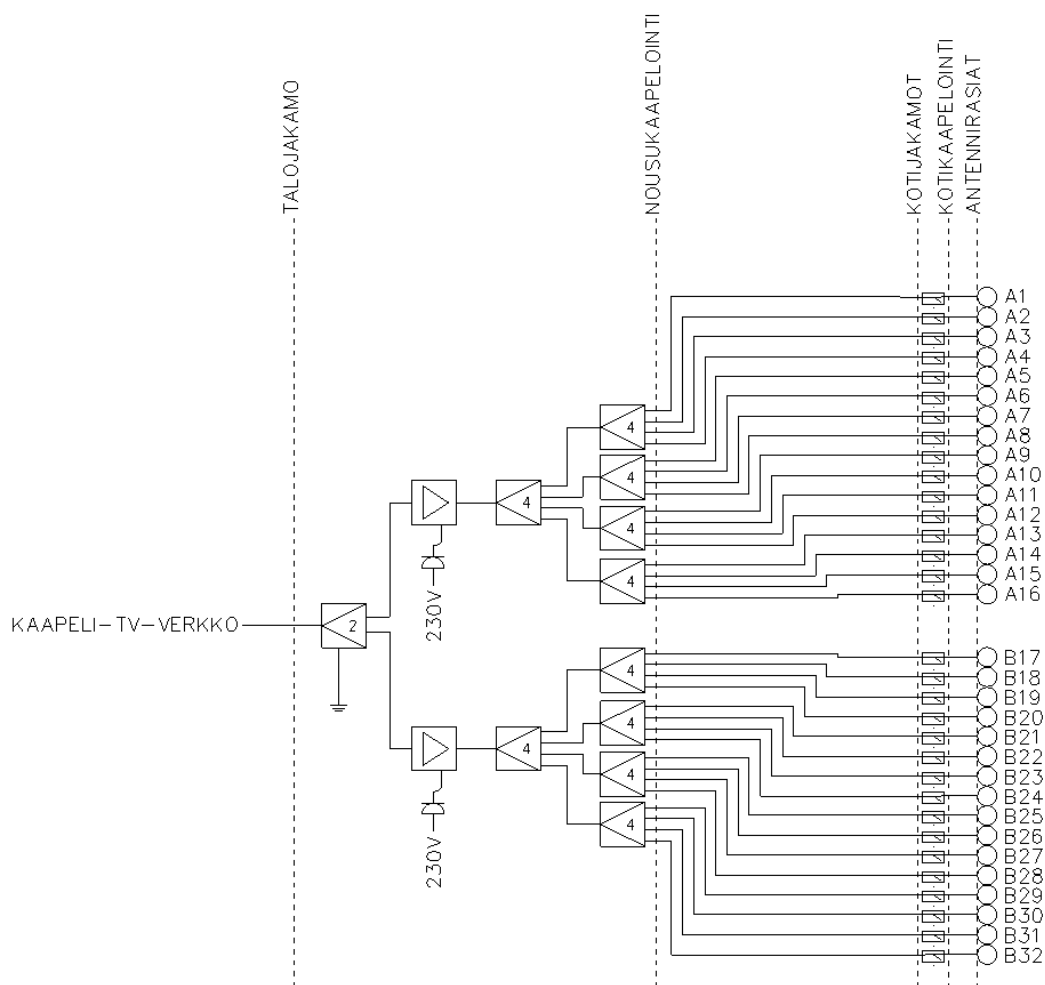 TALOJAKAMO
NOUSUKAAPELOINTI
KOTIJAKAMOT
KOTIKAAPELOINTI
ANTENNIRASIAT
A1
A2
A3
A4
A5
A6
A7
A8
A9
A10
A11
A12
A13
A14
A15
A16
4
4
4
4
4
230V
KAAPELI-TV-VERKKO
2
B17
B18
B19
B20
B21
B22
B23
B24
B25
B26
B27
B28
B29
B30
B31
B32
4
4
4
4
4
230V